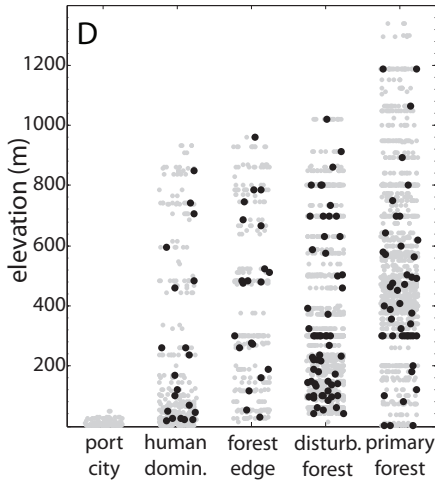 D
elevation (m)
1200
1000
800
600
400
200
port
city
human
domin.
forest
edge
disturb.
forest
primary
forest